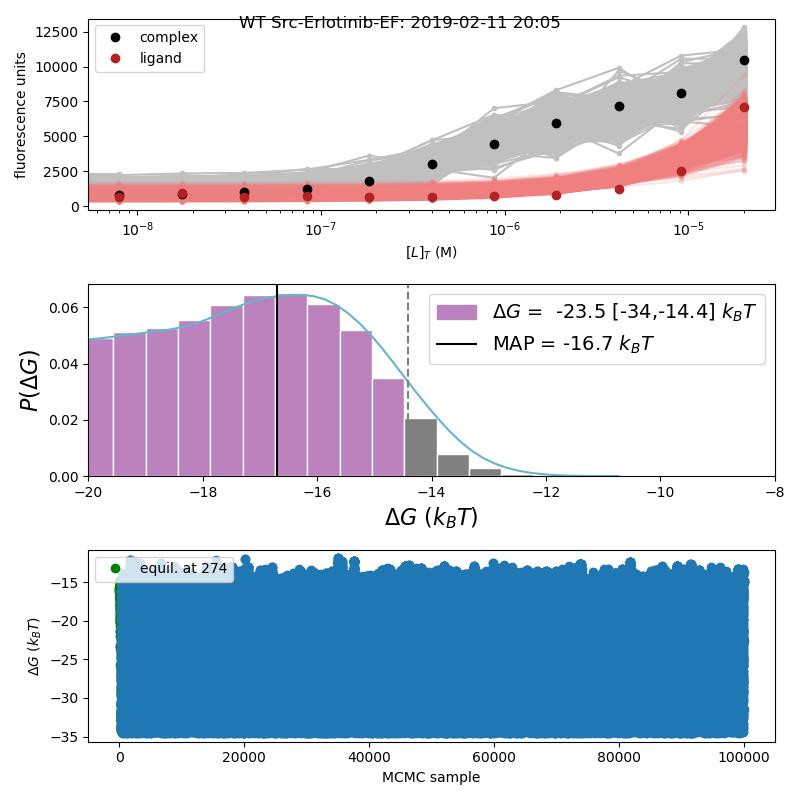 WT Src-Erlotinib-EF: 2019-02-11 20:05
12500
10000
7500
5000
2500
0
fluorescence units
complex
ligand
10⁻⁸
10⁻⁷
10⁻⁶
10⁻⁵
[L]_T (M)
0.06
0.04
0.02
0.00
P(ΔG)
ΔG = -23.5 [-34,-14.4] k_BT
MAP = -16.7 k_BT
−20
−18
−16
−14
−12
−10
−8
ΔG (k_BT)
−15
−20
−25
−30
−35
ΔG (k_BT)
equil. at 274
0
20000
40000
60000
80000
100000
MCMC sample